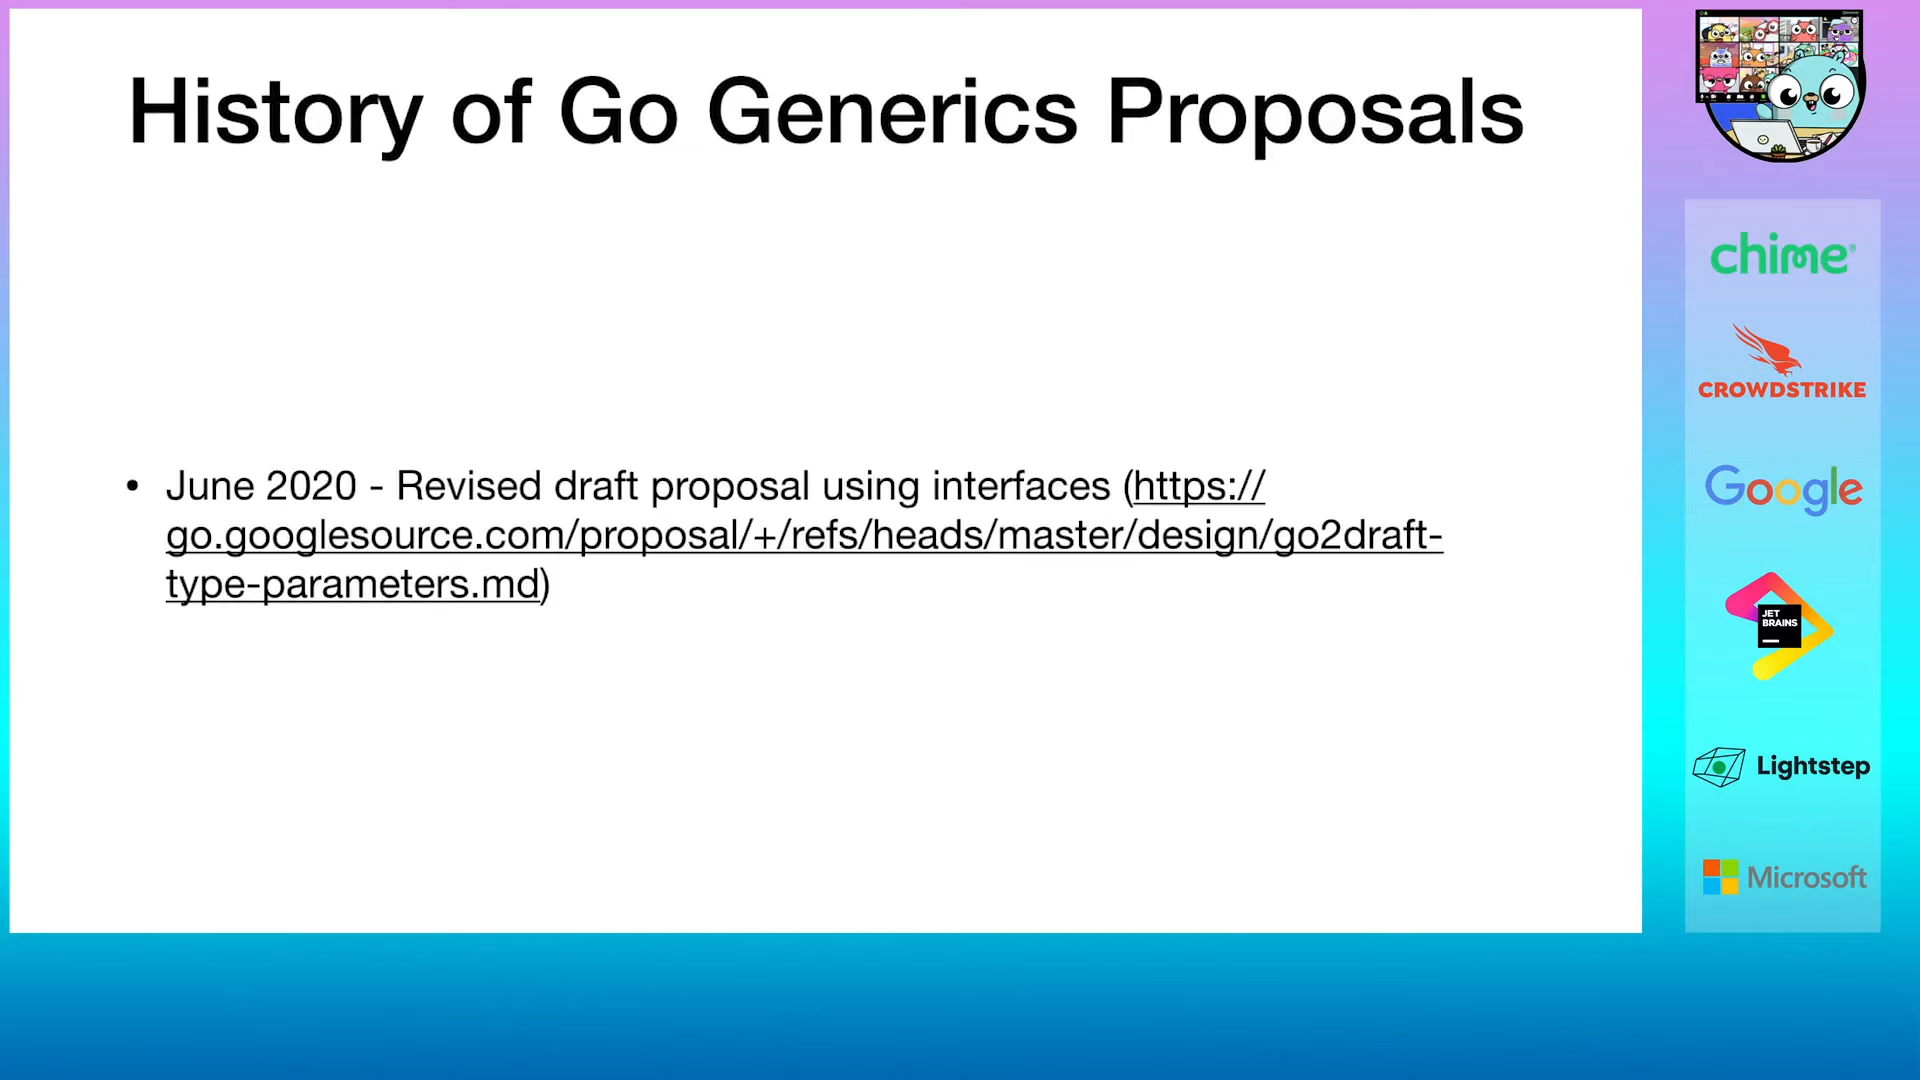 History of Go Generics Proposals
• June 2020 - Revised draft proposal using interfaces (https://
go.googlesource.com/proposal/+/refs/heads/master/design/go2draft-
type-parameters.md)
chime®
CROWDSTRIKE
Google
JET
BRAINS
Lightstep
Microsoft